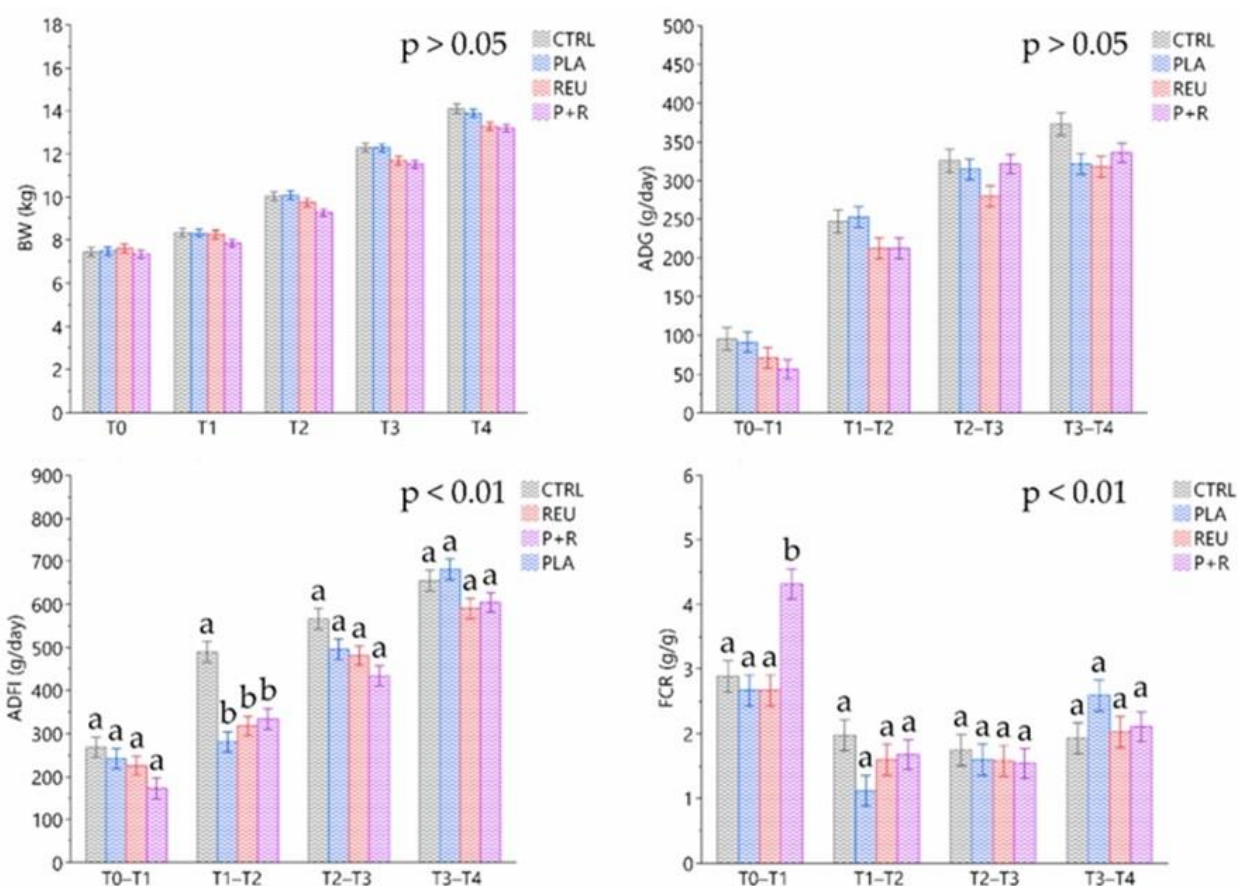 18
16
14
12
10
8
6
4
2
0
BW (kg)
p > 0.05
CTRL
PLA
REU
P+R
T0
T1
T2
T3
T4
500
450
400
350
300
250
200
150
100
50
0
ADG (g/day)
p > 0.05
CTRL
PLA
REU
P+R
T0–T1
T1–T2
T2–T3
T3–T4
900
800
700
600
500
400
300
200
100
0
ADFI (g/day)
p < 0.01
CTRL
REU
P+R
PLA
a a a a
a b b b
a a a a
a a a a
T0–T1
T1–T2
T2–T3
T3–T4
6
5
4
3
2
1
0
FCR (g/g)
p < 0.01
CTRL
PLA
REU
P+R
a a a b
a a a a
a a a a
a a a a
T0–T1
T1–T2
T2–T3
T3–T4